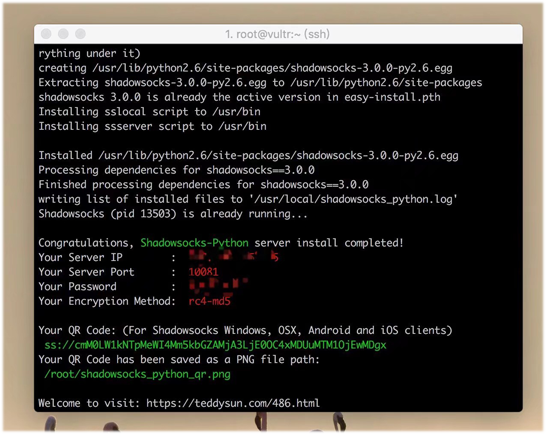 1. root@vultr:~ (ssh)
rything under it)
creating /usr/lib/python2.6/site-packages/shadowsocks-3.0.0-py2.6.egg
Extracting shadowsocks-3.0.0-py2.6.egg to /usr/lib/python2.6/site-packages
shadowsocks 3.0.0 is already the active version in easy-install.pth
Installing sslocal script to /usr/bin
Installing ssserver script to /usr/bin
Installed /usr/lib/python2.6/site-packages/shadowsocks-3.0.0-py2.6.egg
Processing dependencies for shadowsocks==3.0.0
Finished processing dependencies for shadowsocks==3.0.0
writing list of installed files to '/usr/local/shadowsocks_python.log'
Shadowsocks (pid 13503) is already running...
Congratulations, Shadowsocks-Python server install completed!
Your Server IP :
Your Server Port : 10081
Your Password :
Your Encryption Method: rc4-md5
Your QR Code: (For Shadowsocks Windows, OSX, Android and iOS clients)
Your QR Code has been saved as a PNG file path:
/root/shadowsocks_python_qr.png
Welcome to visit: https://teddysun.com/486.html